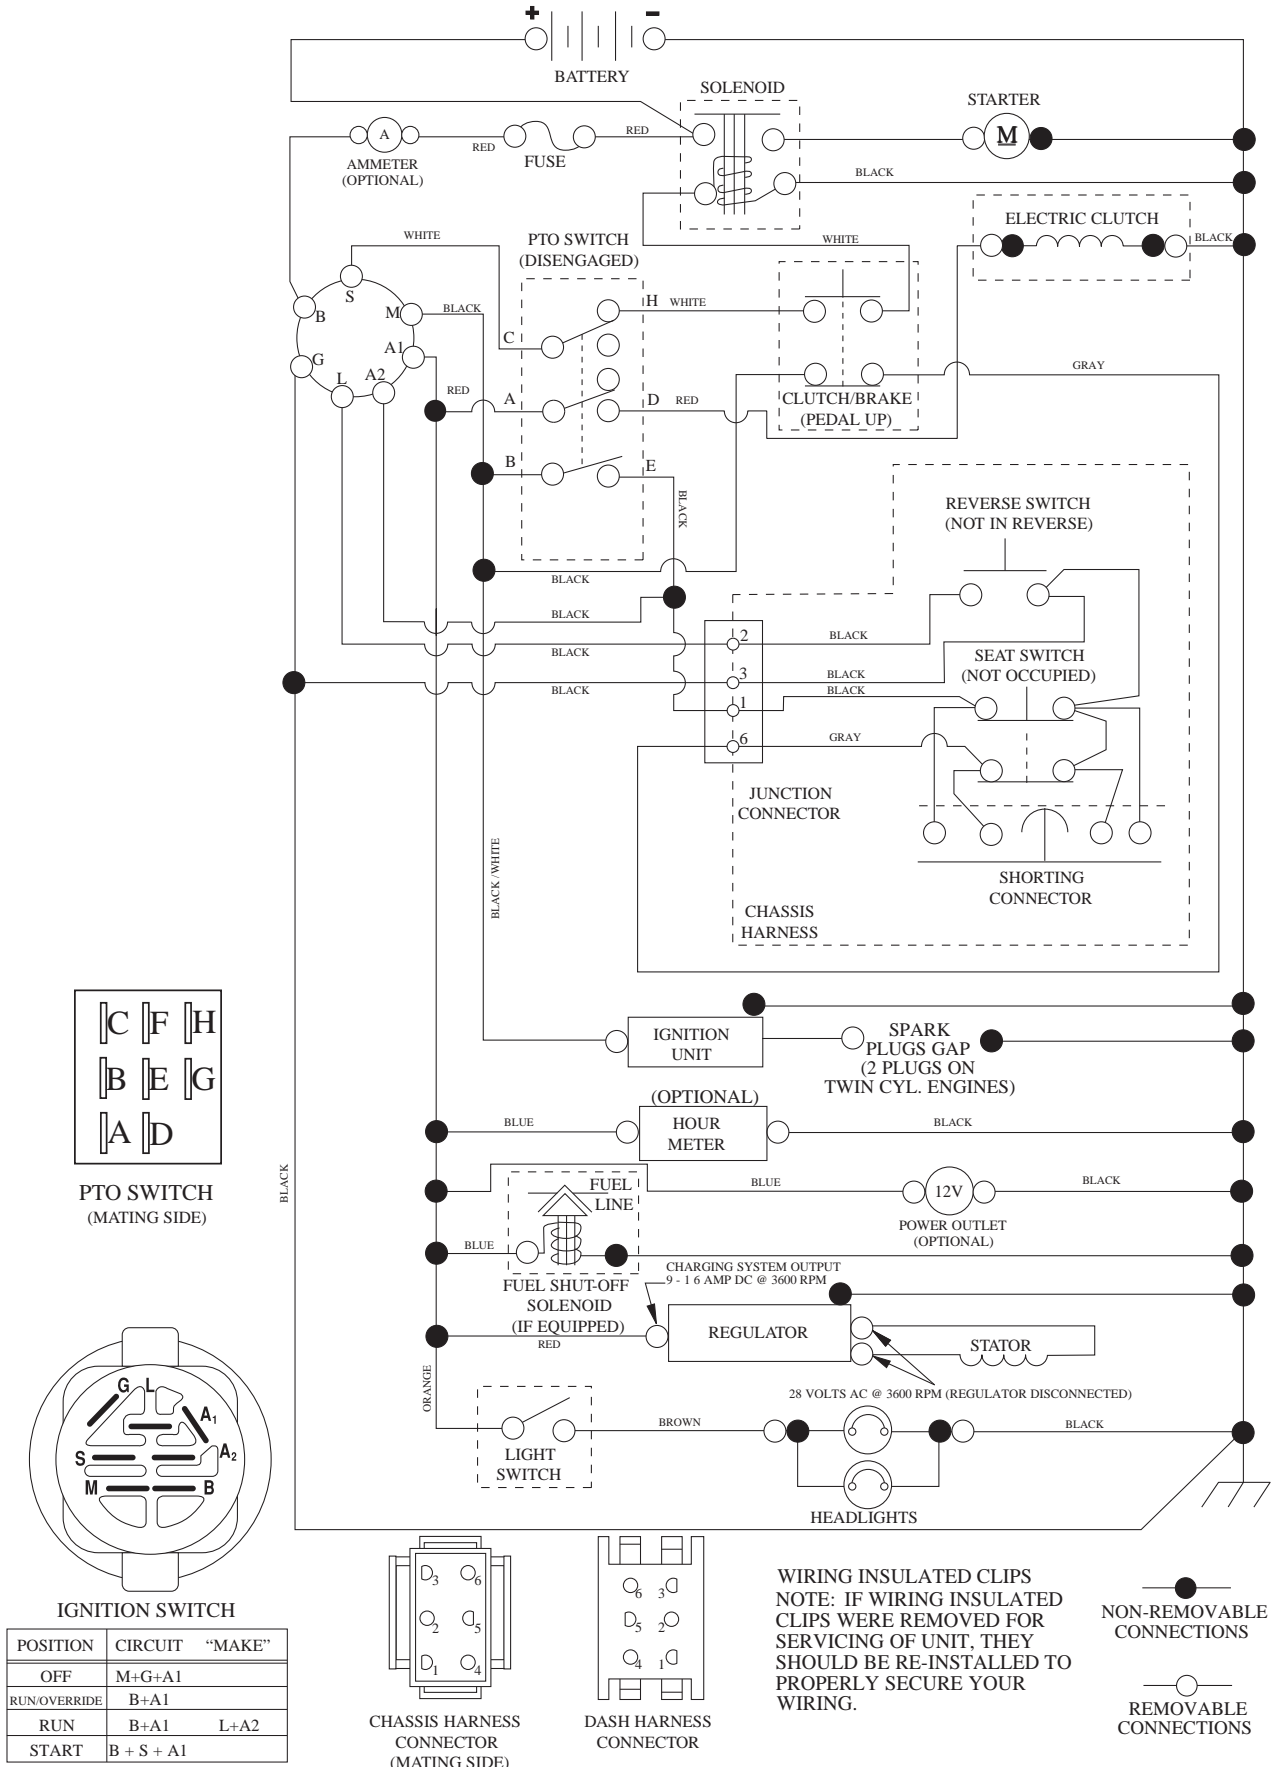 + −
BATTERY
SOLENOID
STARTER
A
M
AMMETER
(OPTIONAL)
RED
FUSE
RED
BLACK
ELECTRIC CLUTCH
BLACK
WHITE
PTO SWITCH
(DISENGAGED)
WHITE
S
B
M
BLACK
H
WHITE
C
G
A1
L
A2
RED
A
D
RED
GRAY
CLUTCH/BRAKE
(PEDAL UP)
B
E
BLACK
REVERSE SWITCH
(NOT IN REVERSE)
BLACK
BLACK
2
BLACK
BLACK
SEAT SWITCH
(NOT OCCUPIED)
3
BLACK
BLACK
BLACK
1
6
GRAY
JUNCTION
CONNECTOR
BLACK /WHITE
SHORTING
CONNECTOR
CHASSIS
HARNESS
C F H
B E G
A D
PTO SWITCH
(MATING SIDE)
IGNITION
UNIT
SPARK
PLUGS GAP
(2 PLUGS ON
TWIN CYL. ENGINES)
(OPTIONAL)
HOUR
METER
BLUE
BLACK
BLACK
FUEL
LINE
BLUE
12V
BLACK
POWER OUTLET
(OPTIONAL)
BLUE
FUEL SHUT-OFF
SOLENOID
(IF EQUIPPED)
CHARGING SYSTEM OUTPUT
9 - 1 6 AMP DC @ 3600 RPM
RED
REGULATOR
STATOR
28 VOLTS AC @ 3600 RPM (REGULATOR DISCONNECTED)
ORANGE
LIGHT
SWITCH
BROWN
BLACK
HEADLIGHTS
G L
A1
S
A2
M
B
IGNITION SWITCH
POSITION CIRCUIT “MAKE”
OFF M+G+A1
RUN/OVERRIDE B+A1
RUN B+A1 L+A2
START B + S + A1
3 6
2 5
1 4
CHASSIS HARNESS
CONNECTOR
(MATING SIDE)
6 3
5 2
4 1
DASH HARNESS
CONNECTOR
WIRING INSULATED CLIPS
NOTE: IF WIRING INSULATED
CLIPS WERE REMOVED FOR
SERVICING OF UNIT, THEY
SHOULD BE RE-INSTALLED TO
PROPERLY SECURE YOUR
WIRING.
NON-REMOVABLE
CONNECTIONS
REMOVABLE
CONNECTIONS